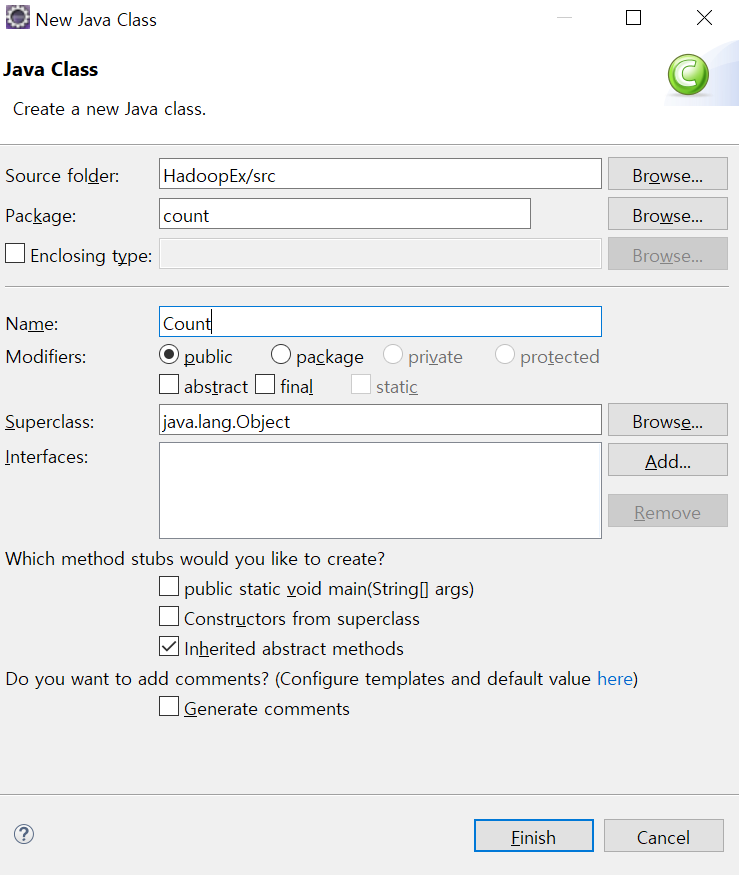 New Java Class
Java Class
Create a new Java class.
Source folder: HadoopEx/src Browse...
Package: count Browse...
Enclosing type: Browse...
Name: Count
Modifiers: public package private protected
abstract final static
Superclass: java.lang.Object Browse...
Interfaces: Add...
Remove
Which method stubs would you like to create?
public static void main(String[] args)
Constructors from superclass
Inherited abstract methods
Do you want to add comments? (Configure templates and default value here)
Generate comments
Finish Cancel